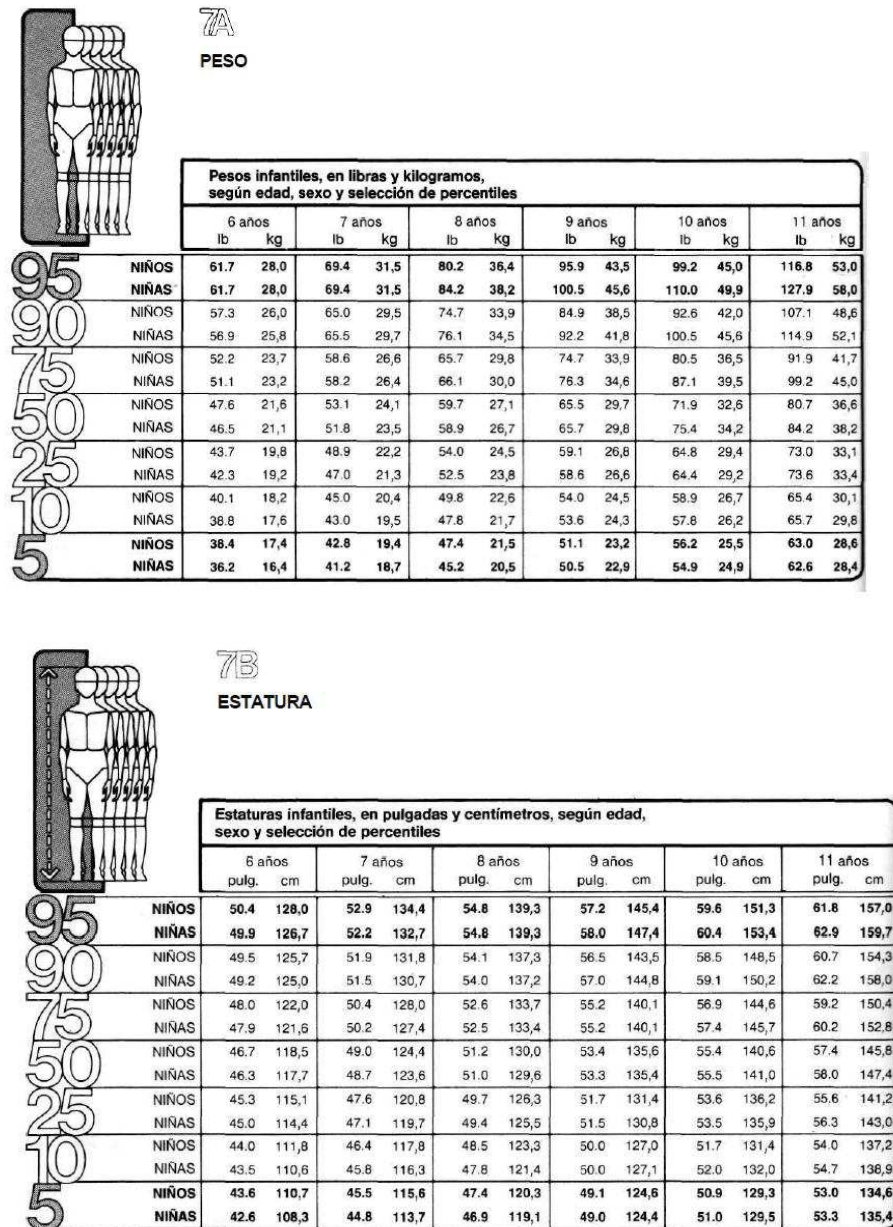 7A
PESO
Pesos infantiles, en libras y kilogramos,
según edad, sexo y selección de percentiles
6 años 7 años 8 años 9 años 10 años 11 años
lb kg lb kg lb kg lb kg lb kg lb kg
95 NIÑOS 61.7 28,0 69.4 31,5 80.2 36,4 95.9 43,5 99.2 45,0 116.8 53,0
NIÑAS 61.7 28,0 69.4 31,5 84.2 38,2 100.5 45,6 110.0 49,9 127.9 58,0
90 NIÑOS 57.3 26,0 65.0 29,5 74.7 33,9 84.9 38,5 92.6 42,0 107.1 48,6
NIÑAS 56.9 25,8 65.5 29,7 76.1 34,5 92.2 41,8 100.5 45,6 114.9 52,1
75 NIÑOS 52.2 23,7 58.6 26,6 65.7 29,8 74.7 33,9 80.5 36,5 91.9 41,7
NIÑAS 51.1 23,2 58.2 26,4 66.1 30,0 76.3 34,6 87.1 39,5 99.2 45,0
50 NIÑOS 47.6 21,6 53.1 24,1 59.7 27,1 65.5 29,7 71.9 32,6 80.7 36,6
NIÑAS 46.5 21,1 51.8 23,5 58.9 26,7 65.7 29,8 75.4 34,2 84.2 38,2
25 NIÑOS 43.7 19,8 48.9 22,2 54.0 24,5 59.1 26,8 64.8 29,4 73.0 33,1
NIÑAS 42.3 19,2 47.0 21,3 52.5 23,8 58.6 26,6 64.4 29,2 73.6 33,4
10 NIÑOS 40.1 18,2 45.0 20,4 49.8 22,6 54.0 24,5 58.9 26,7 65.4 30,1
NIÑAS 38.8 17,6 43.0 19,5 47.8 21,7 53.6 24,3 57.8 26,2 65.7 29,8
5 NIÑOS 38.4 17,4 42.8 19,4 47.4 21,5 51.1 23,2 56.2 25,5 63.0 28,6
NIÑAS 36.2 16,4 41.2 18,7 45.2 20,5 50.5 22,9 54.9 24,9 62.6 28,4
7B
ESTATURA
Estaturas infantiles, en pulgadas y centímetros, según edad,
sexo y selección de percentiles
6 años 7 años 8 años 9 años 10 años 11 años
pulg. cm pulg. cm pulg. cm pulg. cm pulg. cm pulg. cm
95 NIÑOS 50.4 128,0 52.9 134,4 54.8 139,3 57.2 145,4 59.6 151,3 61.8 157,0
NIÑAS 49.9 126,7 52.2 132,7 54.8 139,3 58.0 147,4 60.4 153,4 62.9 159,7
90 NIÑOS 49.5 125,7 51.9 131,8 54.1 137,3 56.5 143,5 58.5 148,5 60.7 154,3
NIÑAS 49.2 125,0 51.5 130,7 54.0 137,2 57.0 144,8 59.1 150,2 62.2 158,0
75 NIÑOS 48.0 122,0 50.4 128,0 52.6 133,7 55.2 140,1 56.9 144,6 59.2 150,4
NIÑAS 47.9 121,6 50.2 127,4 52.5 133,4 55.2 140,1 57.4 145,7 60.2 152,8
50 NIÑOS 46.7 118,5 49.0 124,4 51.2 130,0 53.4 135,6 55.4 140,6 57.4 145,8
NIÑAS 46.3 117,7 48.7 123,6 51.0 129,6 53.3 135,4 55.5 141,0 58.0 147,4
25 NIÑOS 45.3 115,1 47.6 120,8 49.7 126,3 51.7 131,4 53.6 136,2 55.6 141,2
NIÑAS 45.0 114,4 47.1 119,7 49.4 125,5 51.5 130,8 53.5 135,9 56.3 143,0
10 NIÑOS 44.0 111,8 46.4 117,8 48.5 123,3 50.0 127,0 51.7 131,4 54.0 137,2
NIÑAS 43.5 110,6 45.8 116,3 47.8 121,4 50.0 127,1 52.0 132,0 54.7 138,9
5 NIÑOS 43.6 110,7 45.5 115,6 47.4 120,3 49.1 124,6 50.9 129,3 53.0 134,6
NIÑAS 42.6 108,3 44.8 113,7 46.9 119,1 49.0 124,4 51.0 129,5 53.3 135,4